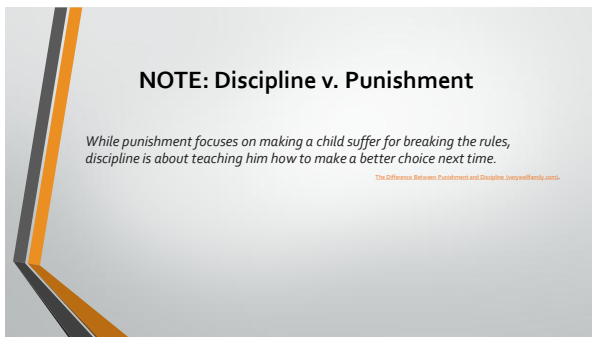 NOTE: Discipline v. Punishment
While punishment focuses on making a child suffer for breaking the rules,
discipline is about teaching him how to make a better choice next time.
The Difference Between Punishment and Discipline (verywellfamily.com).